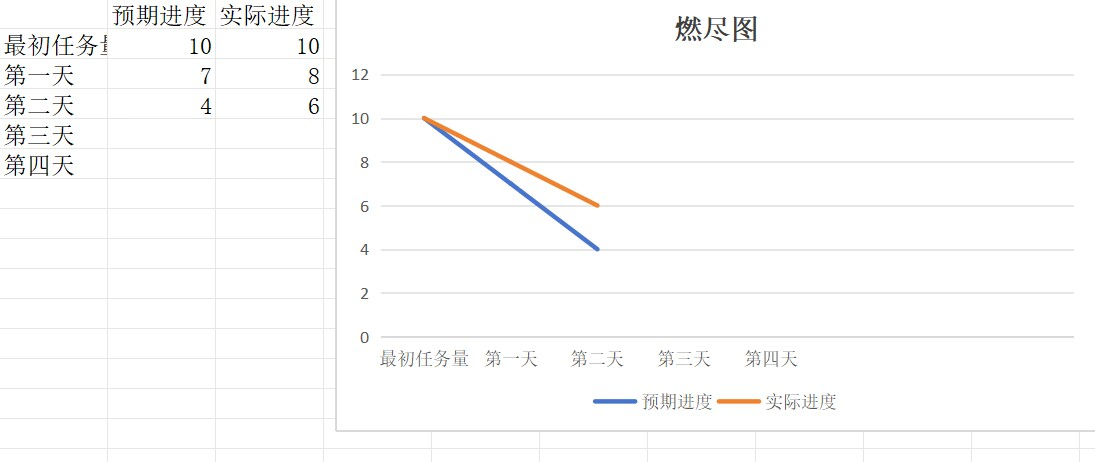 预期进度 实际进度
最初任务量 10 10
第一天 7 8
第二天 4 6
第三天
第四天
燃尽图
12
10
8
6
4
2
0
最初任务量 第一天 第二天 第三天 第四天
预期进度 实际进度